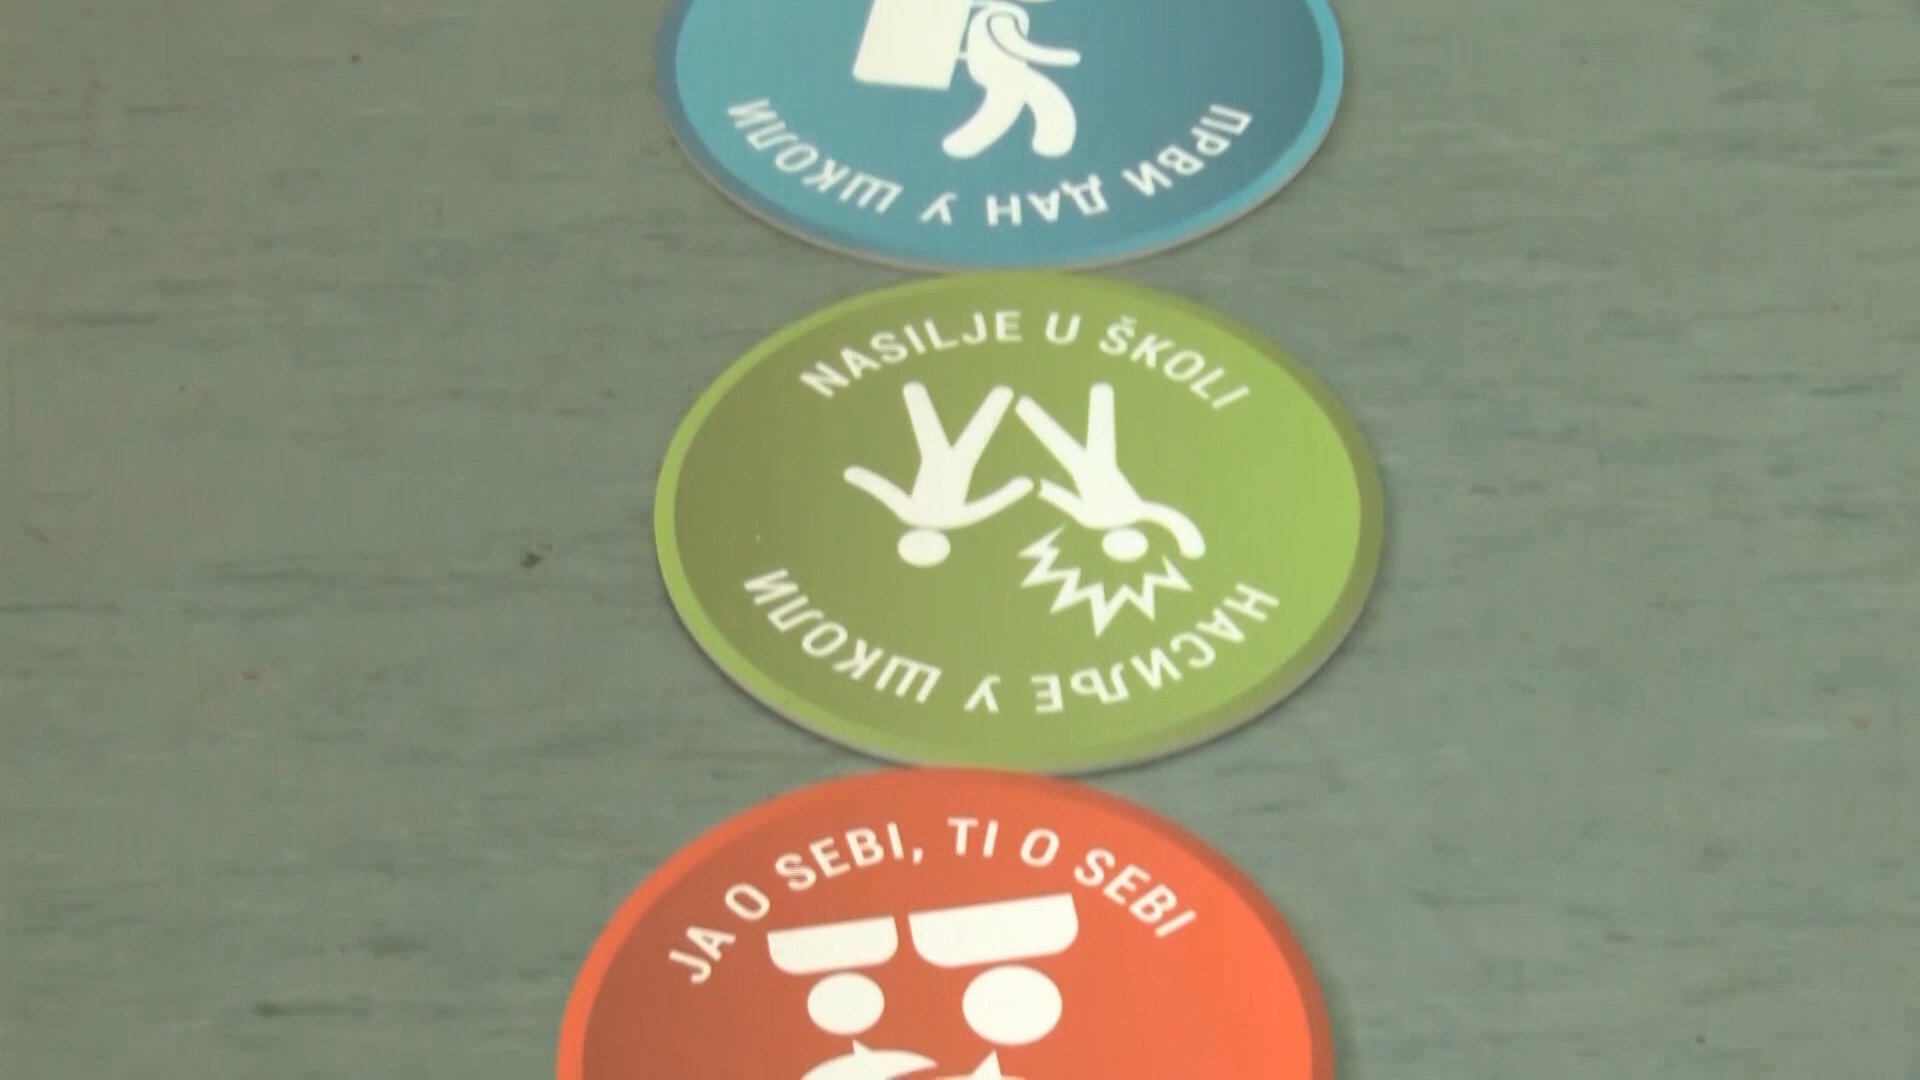 ПРВИ ДАН У ШКОЛИ
NASILJE U ŠKOLI
НАСИЉЕ У ШКОЛИ
JA O SEBI, TI O SEBI